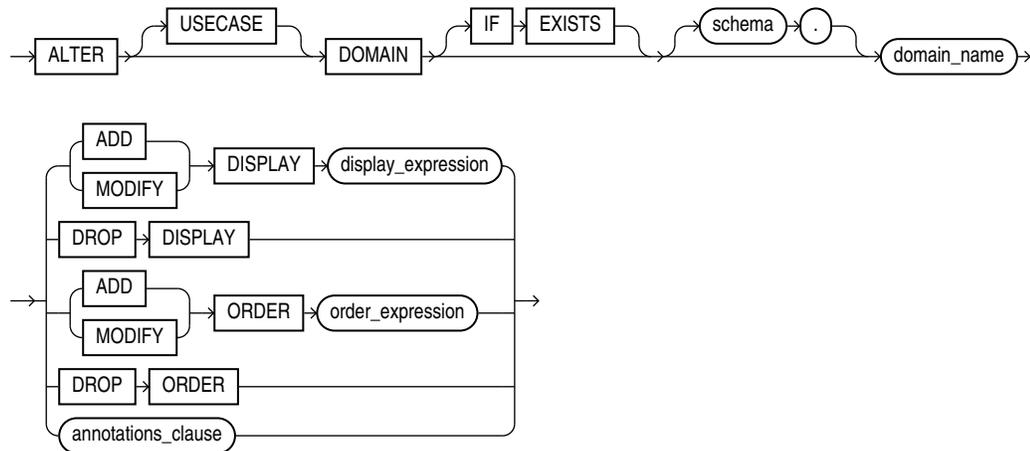 USECASE IF EXISTS schema .
ALTER DOMAIN domain_name
ADD
DISPLAY display_expression
MODIFY
DROP DISPLAY
ADD
ORDER order_expression
MODIFY
DROP ORDER
annotations_clause